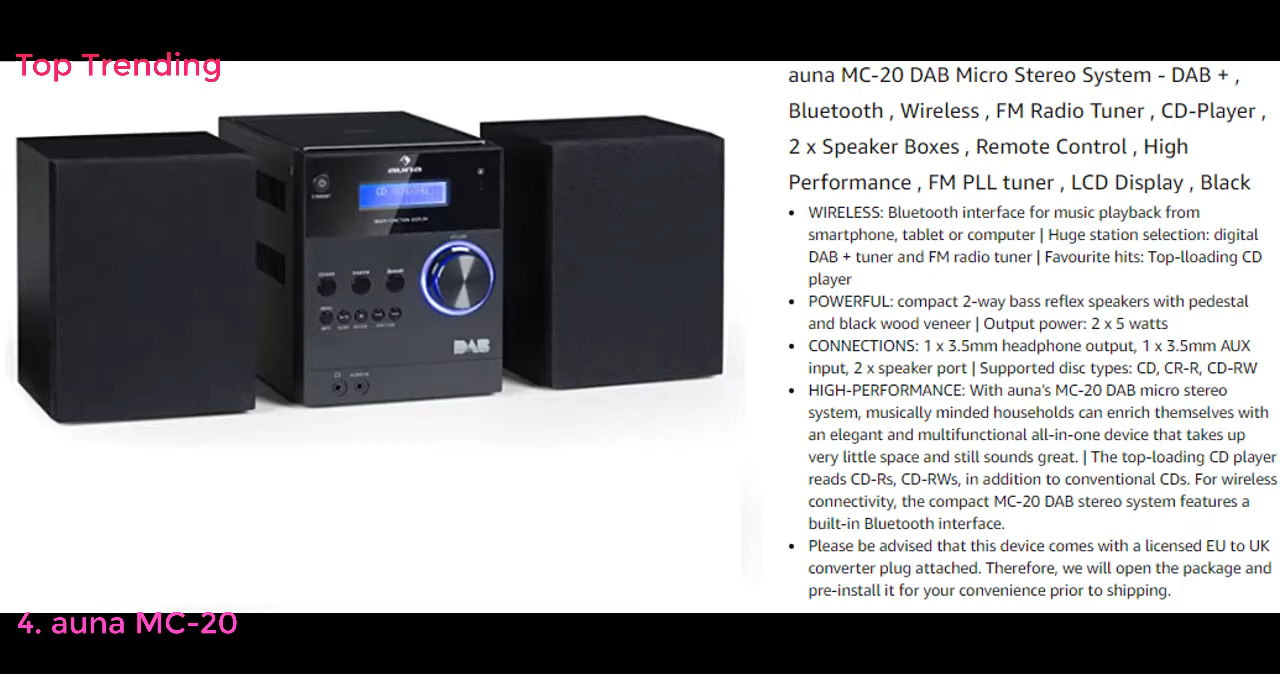 Top Trending
auna MC-20 DAB Micro Stereo System - DAB + ,
Bluetooth , Wireless , FM Radio Tuner , CD-Player ,
2 x Speaker Boxes , Remote Control , High
Performance , FM PLL tuner , LCD Display , Black
• WIRELESS: Bluetooth interface for music playback from
smartphone, tablet or computer | Huge station selection: digital
DAB + tuner and FM radio tuner | Favourite hits: Top-lloading CD
player
• POWERFUL: compact 2-way bass reflex speakers with pedestal
and black wood veneer | Output power: 2 x 5 watts
• CONNECTIONS: 1 x 3.5mm headphone output, 1 x 3.5mm AUX
input, 2 x speaker port | Supported disc types: CD, CR-R, CD-RW
• HIGH-PERFORMANCE: With auna's MC-20 DAB micro stereo
system, musically minded households can enrich themselves with
an elegant and multifunctional all-in-one device that takes up
very little space and still sounds great. | The top-loading CD player
reads CD-Rs, CD-RWs, in addition to conventional CDs. For wireless
connectivity, the compact MC-20 DAB stereo system features a
built-in Bluetooth interface.
• Please be advised that this device comes with a licensed EU to UK
converter plug attached. Therefore, we will open the package and
pre-install it for your convenience prior to shipping.
auna
STANDBY
MULTI FUNCTION DISPLAY
DAB
4. auna MC-20